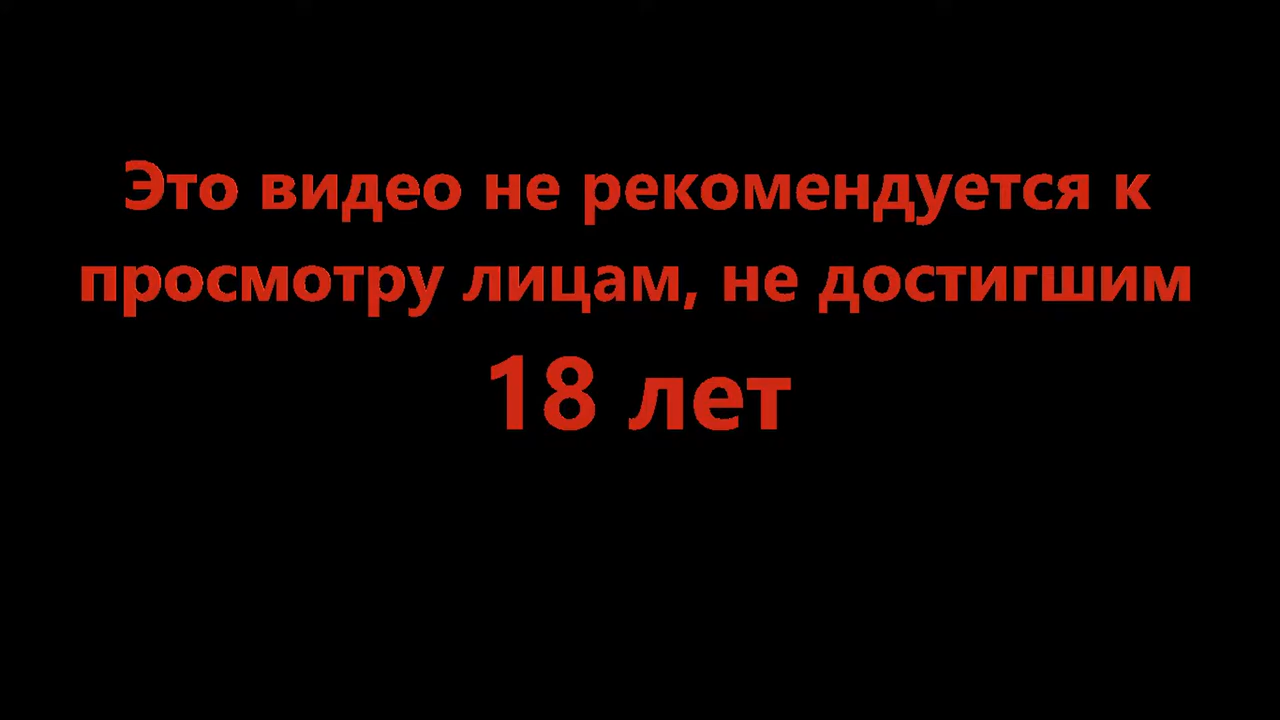 Это видео не рекомендуется к
просмотру лицам, не достигшим
18 лет